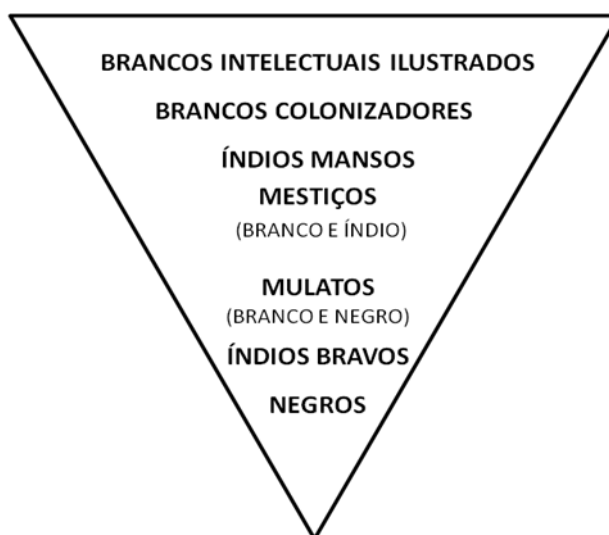 BRANCOS INTELECTUAIS ILUSTRADOS
BRANCOS COLONIZADORES
ÍNDIOS MANSOS
MESTIÇOS
(BRANCO E ÍNDIO)
MULATOS
(BRANCO E NEGRO)
ÍNDIOS BRAVOS
NEGROS